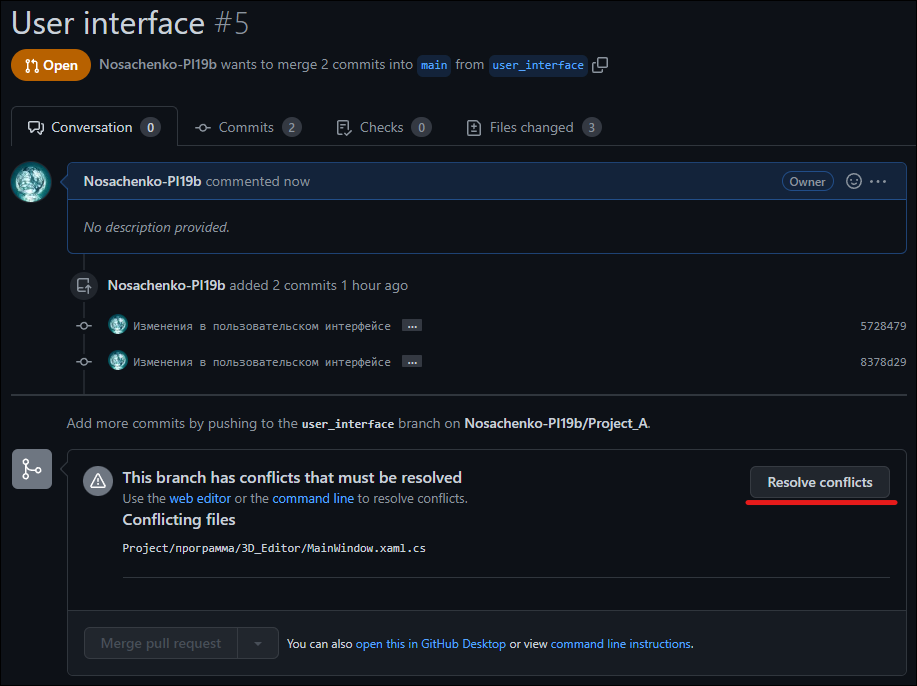 User interface #5
Open Nosachenko-PI19b wants to merge 2 commits into main from user_interface
Conversation 0 Commits 2 Checks 0 Files changed 3
Nosachenko-PI19b commented now Owner
No description provided.
Nosachenko-PI19b added 2 commits 1 hour ago
Изменения в пользовательском интерфейсе ... 5728479
Изменения в пользовательском интерфейсе ... 8378d29
Add more commits by pushing to the user_interface branch on Nosachenko-PI19b/Project_A.
This branch has conflicts that must be resolved
Resolve conflicts
Use the web editor or the command line to resolve conflicts.
Conflicting files
Project/программа/3D_Editor/MainWindow.xaml.cs
Merge pull request You can also open this in GitHub Desktop or view command line instructions.